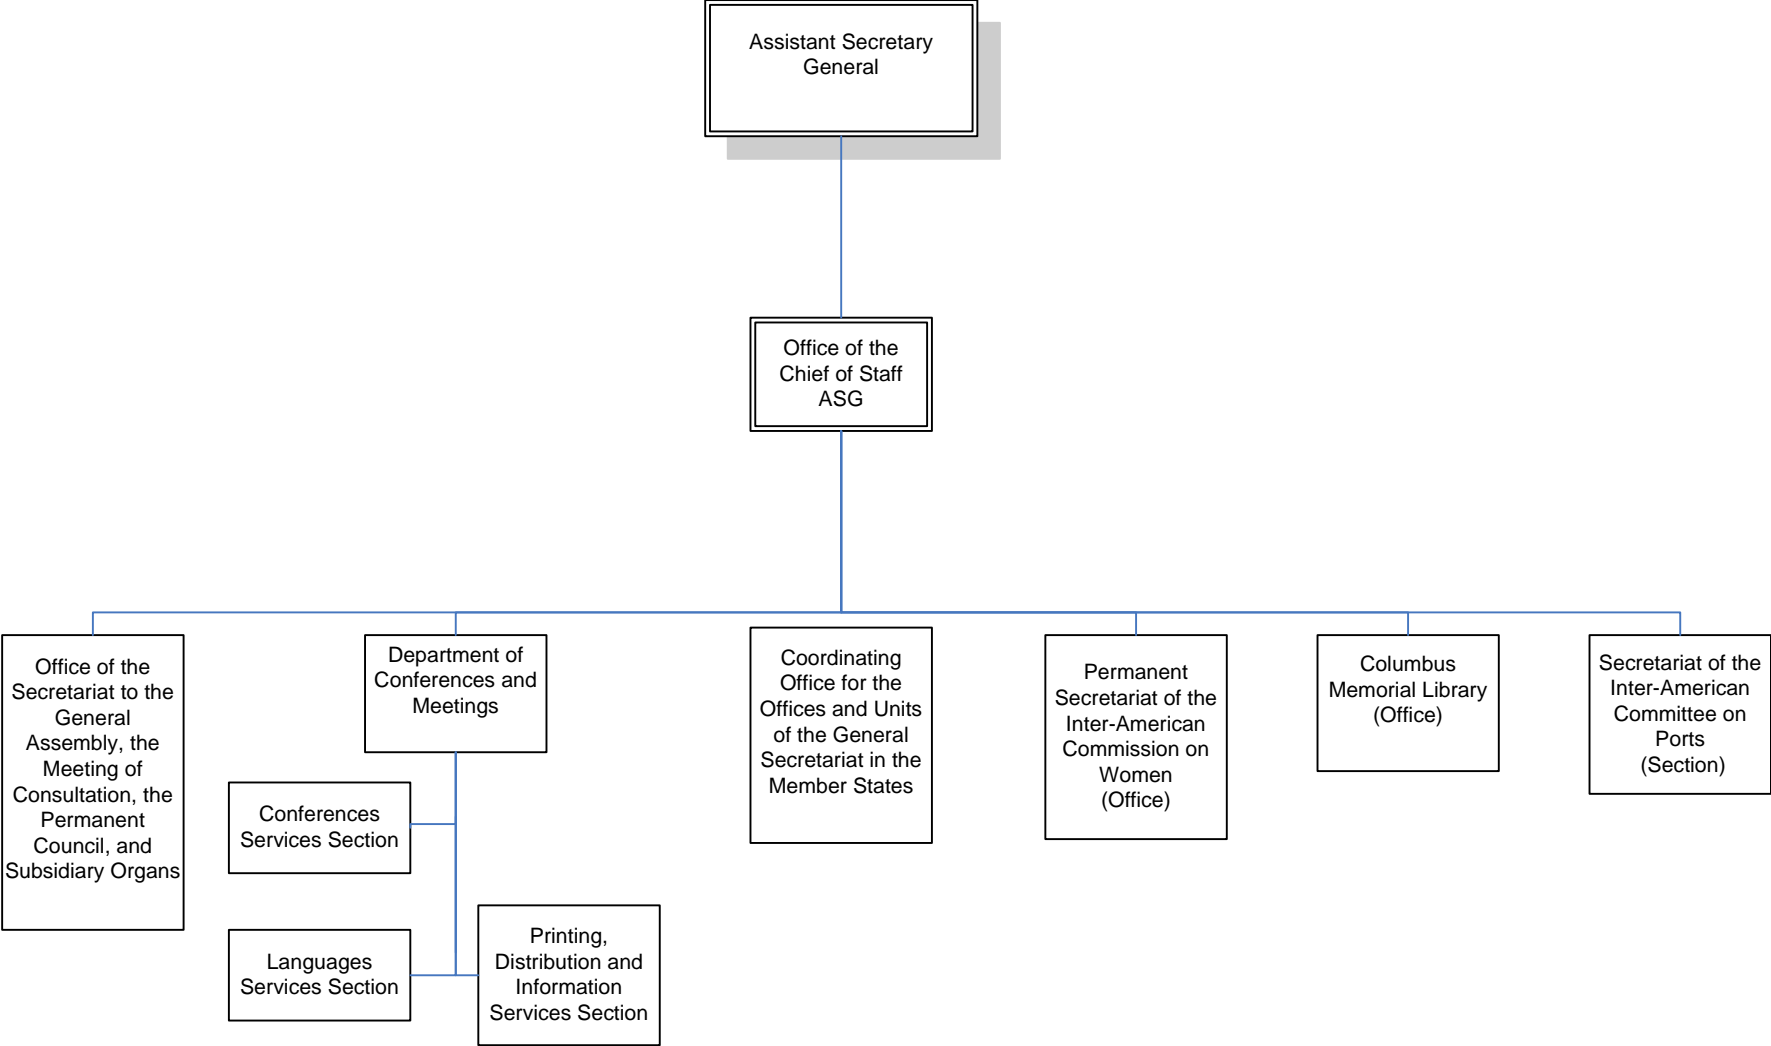 Assistant Secretary
General
Office of the
Chief of Staff
ASG
Office of the
Secretariat to the
General
Assembly, the
Meeting of
Consultation, the
Permanent
Council, and
Subsidiary Organs
Department of
Conferences and
Meetings
Conferences
Services Section
Languages
Services Section
Printing,
Distribution and
Information
Services Section
Coordinating
Office for the
Offices and Units
of the General
Secretariat in the
Member States
Permanent
Secretariat of the
Inter-American
Commission on
Women
(Office)
Columbus
Memorial Library
(Office)
Secretariat of the
Inter-American
Committee on
Ports
(Section)